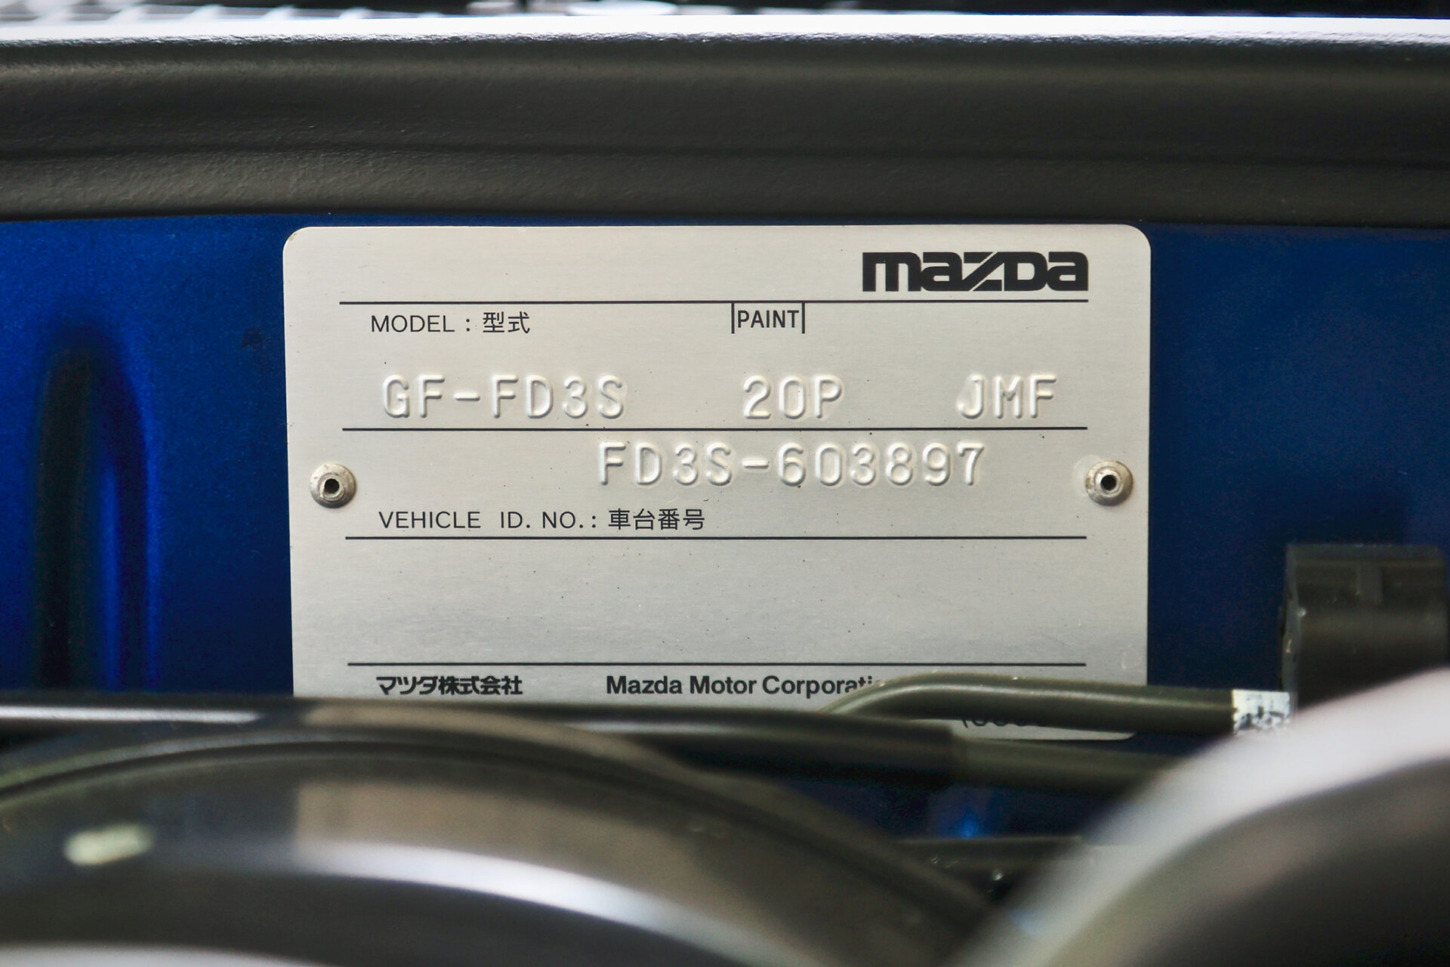 mazda
MODEL : 型式 PAINT
GF-FD3S 20P JMF
FD3S-603897
VEHICLE ID. NO. : 車台番号
マツダ株式会社 Mazda Motor